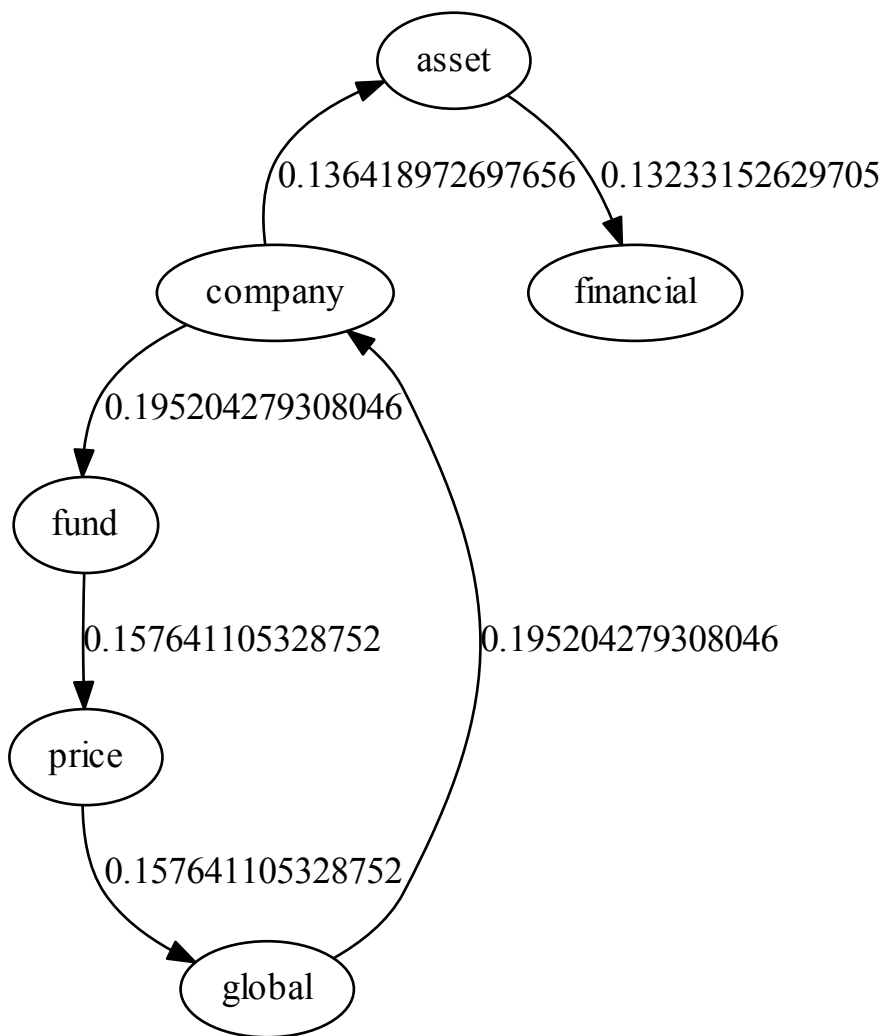 asset
0.136418972697656 0.13233152629705
company financial
0.195204279308046
fund
0.157641105328752 0.195204279308046
price
0.157641105328752
global